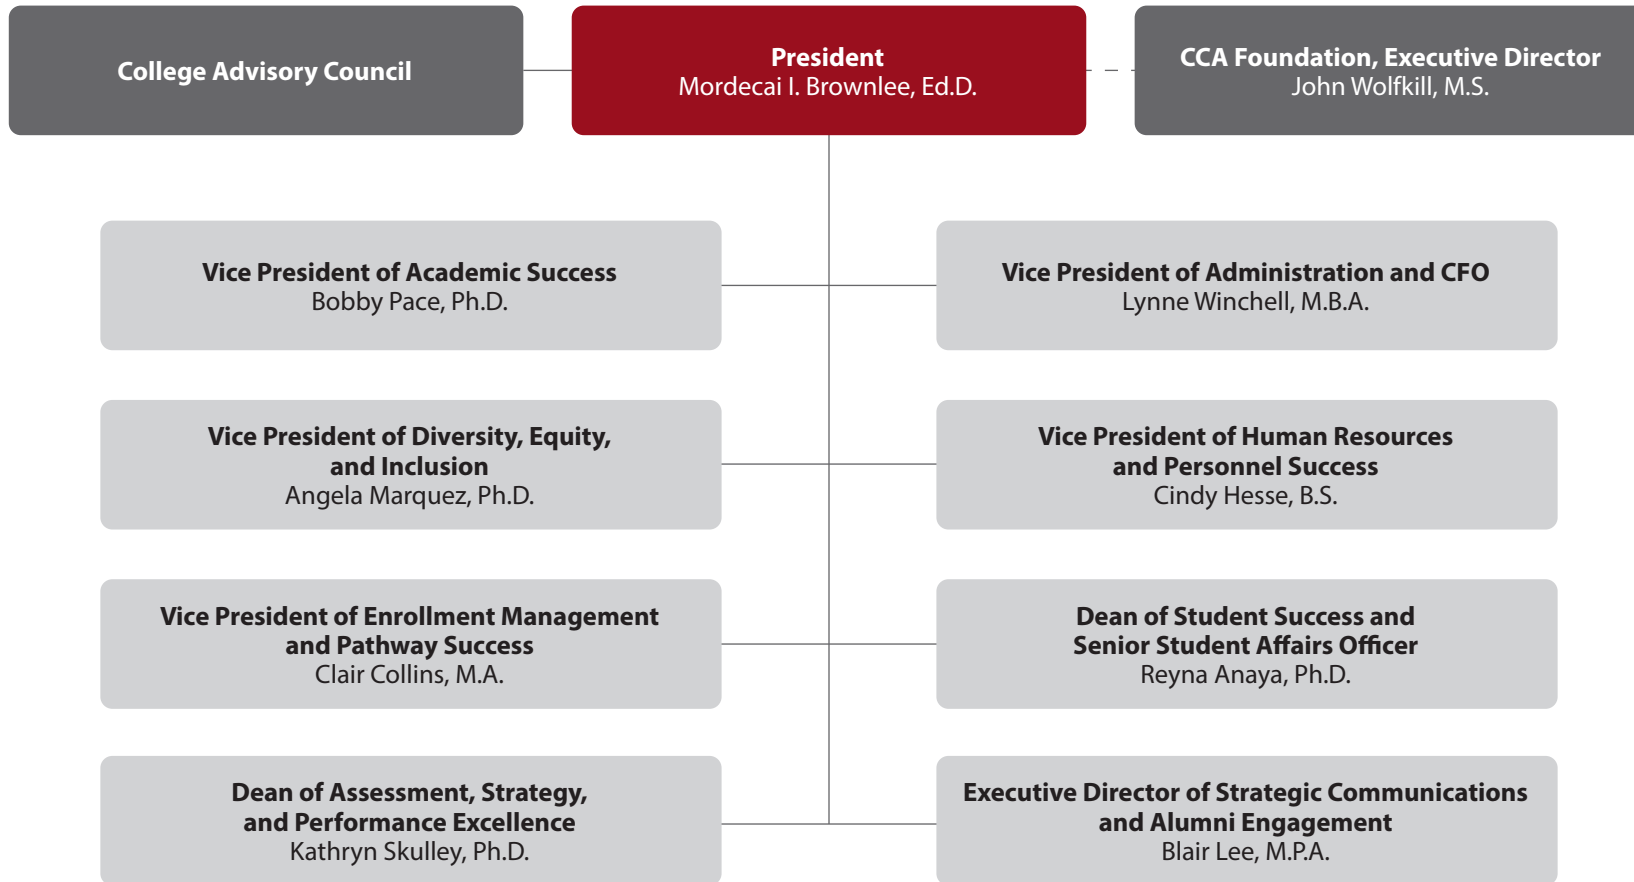 College Advisory Council
President
Mordecai I. Brownlee, Ed.D.
CCA Foundation, Executive Director
John Wolfkill, M.S.
Vice President of Academic Success
Bobby Pace, Ph.D.
Vice President of Administration and CFO
Lynne Winchell, M.B.A.
Vice President of Diversity, Equity,
and Inclusion
Angela Marquez, Ph.D.
Vice President of Human Resources
and Personnel Success
Cindy Hesse, B.S.
Vice President of Enrollment Management
and Pathway Success
Clair Collins, M.A.
Dean of Student Success and
Senior Student Affairs Officer
Reyna Anaya, Ph.D.
Dean of Assessment, Strategy,
and Performance Excellence
Kathryn Skulley, Ph.D.
Executive Director of Strategic Communications
and Alumni Engagement
Blair Lee, M.P.A.